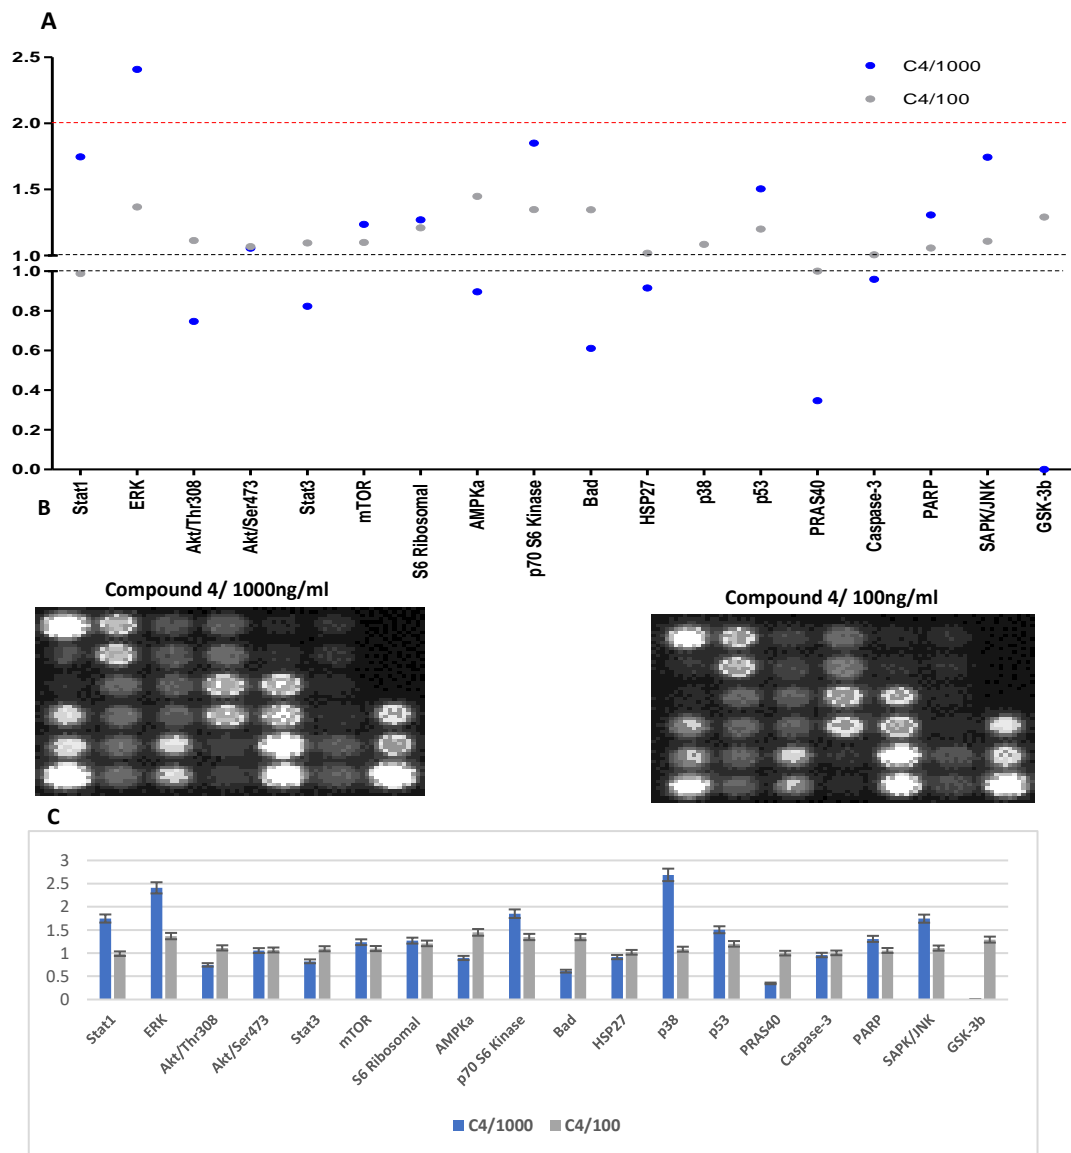 A
2.5
2.0
1.5
1.0
1.0
0.8
0.6
0.4
0.2
0.0
C4/1000
C4/100
Stat1
ERK
Akt/Thr308
Akt/Ser473
Stat3
mTOR
S6 Ribosomal
AMPKa
p70 S6 Kinase
Bad
HSP27
p38
p53
PRAS40
Caspase-3
PARP
SAPK/JNK
GSK-3b
B
Compound 4/ 1000ng/ml
Compound 4/ 100ng/ml
C
3
2.5
2
1.5
1
0.5
0
Stat1
ERK
Akt/Thr308
Akt/Ser473
Stat3
mTOR
S6 Ribosomal
AMPKa
p70 S6 Kinase
Bad
HSP27
p38
p53
PRAS40
Caspase-3
PARP
SAPK/JNK
GSK-3b
C4/1000
C4/100